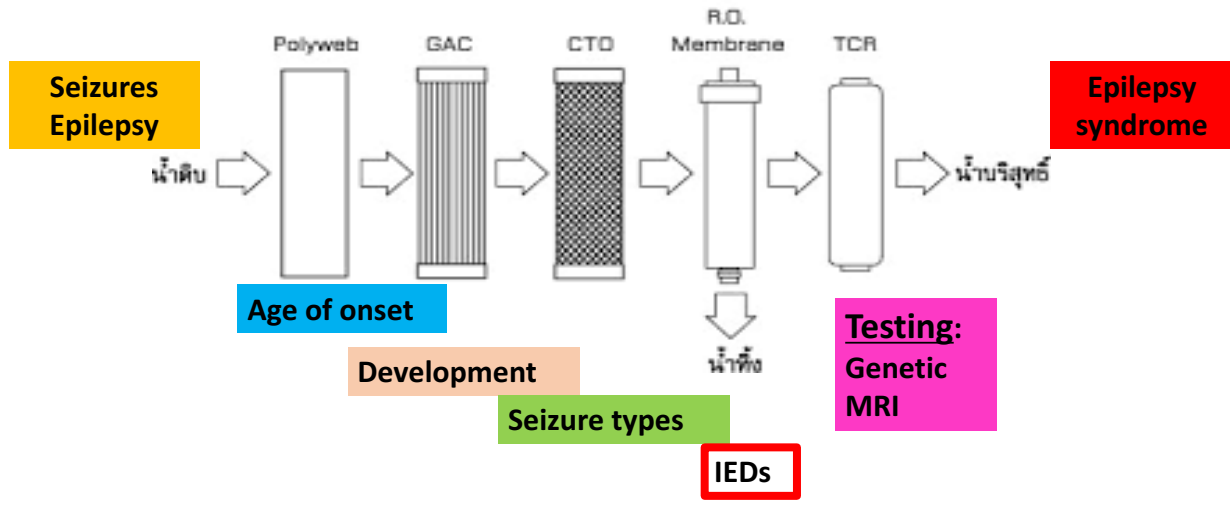 R.O.
Polyweb GAC CTO Membrane TCR
Seizures
Epilepsy
Epilepsy
syndrome
น้ำดิบ
น้ำบริสุทธิ์
Age of onset
Testing:
Genetic
MRI
น้ำทิ้ง
Development
Seizure types
IEDs